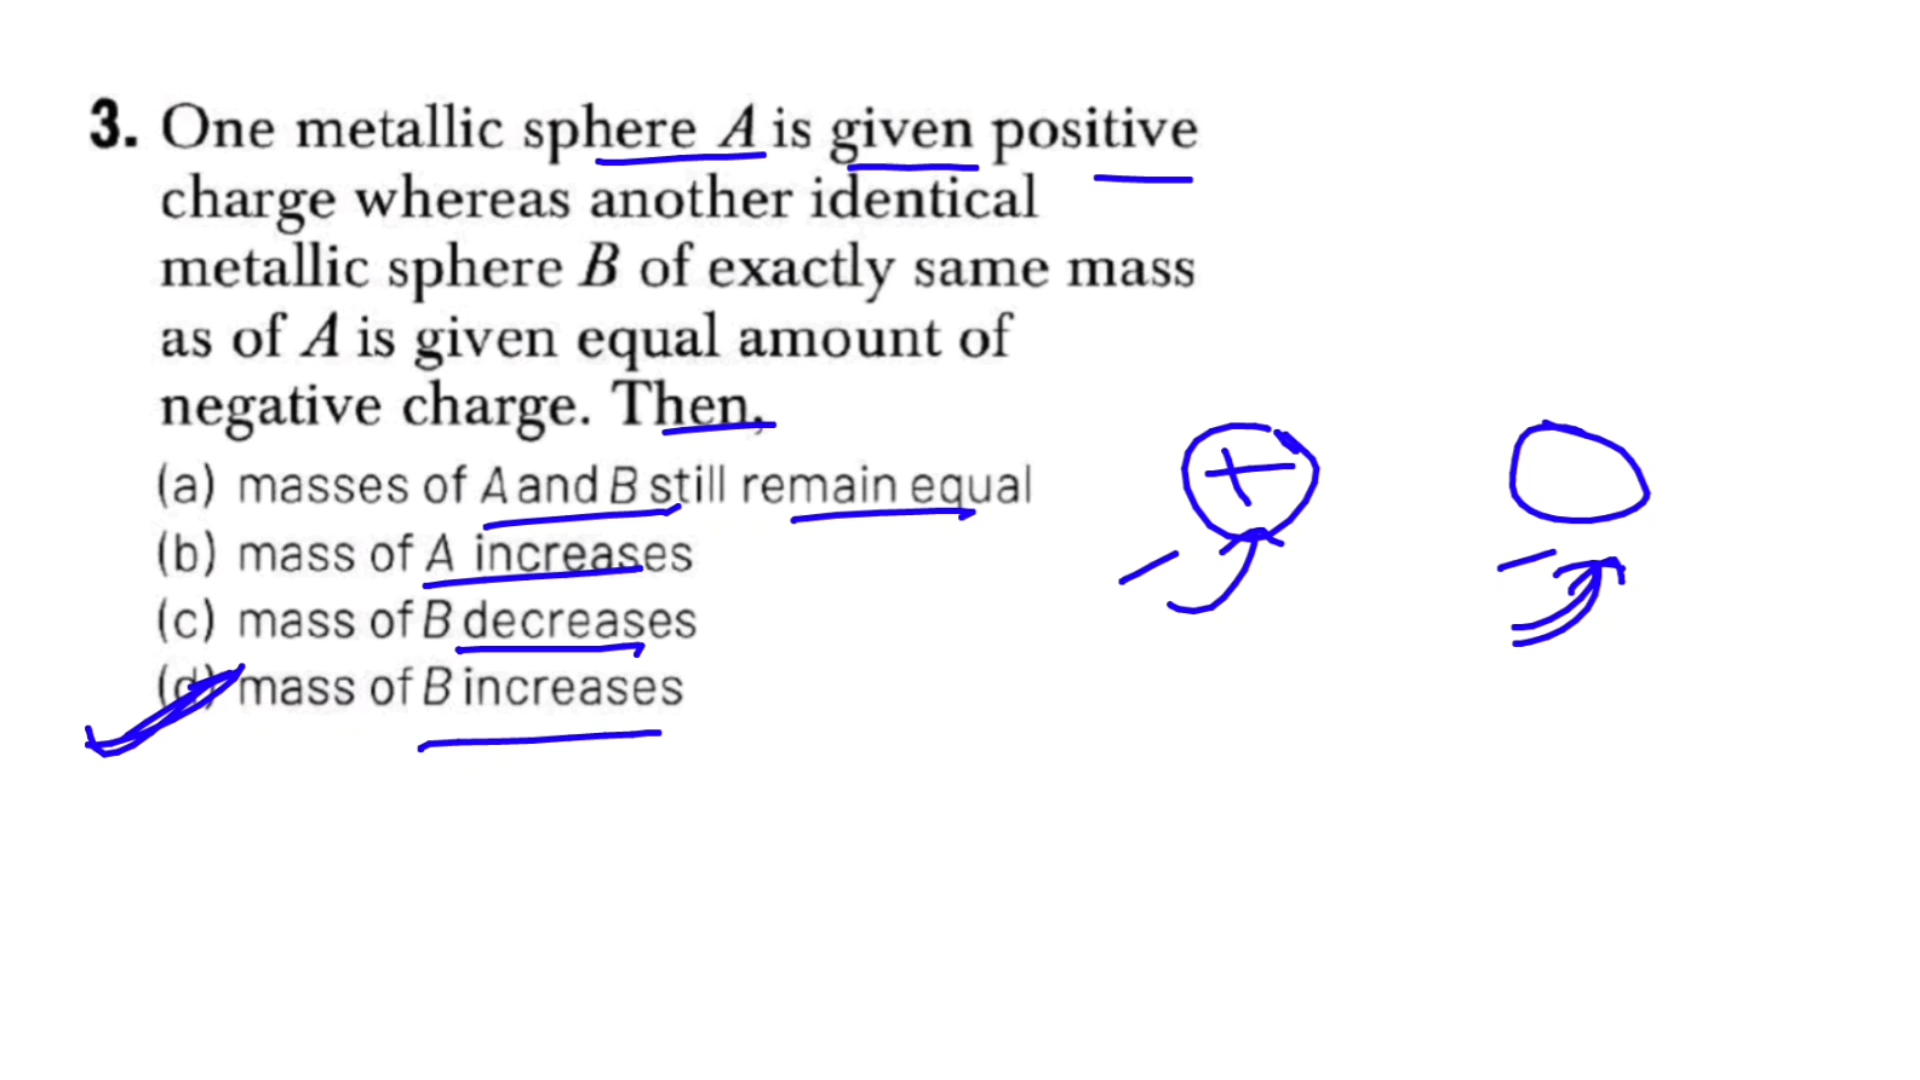 3. One metallic sphere A is given positive
charge whereas another identical
metallic sphere B of exactly same mass
as of A is given equal amount of
negative charge. Then,
(a) masses of A and B still remain equal
(b) mass of A increases
(c) mass of B decreases
(d) mass of B increases
+
− −